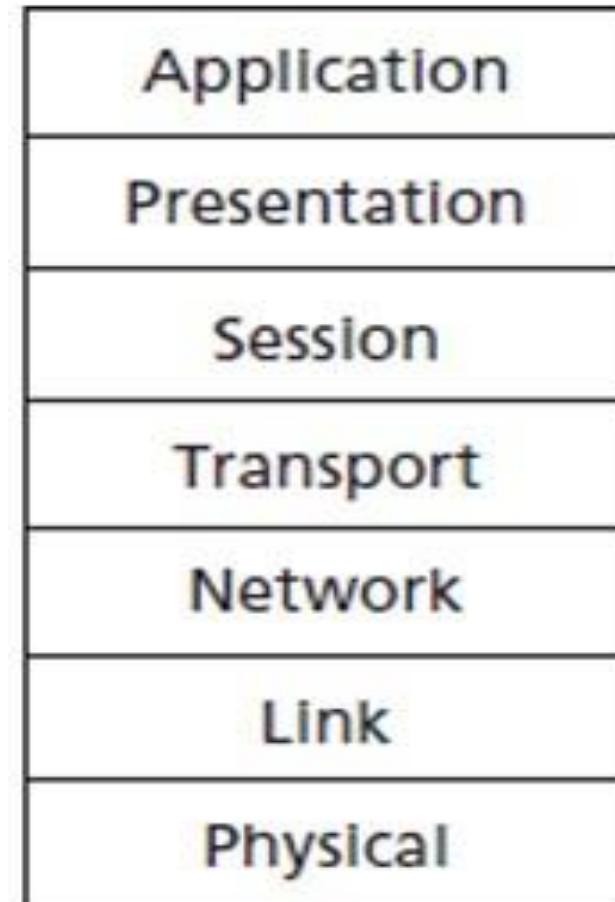 Application
Presentation
Session
Transport
Network
Link
Physical